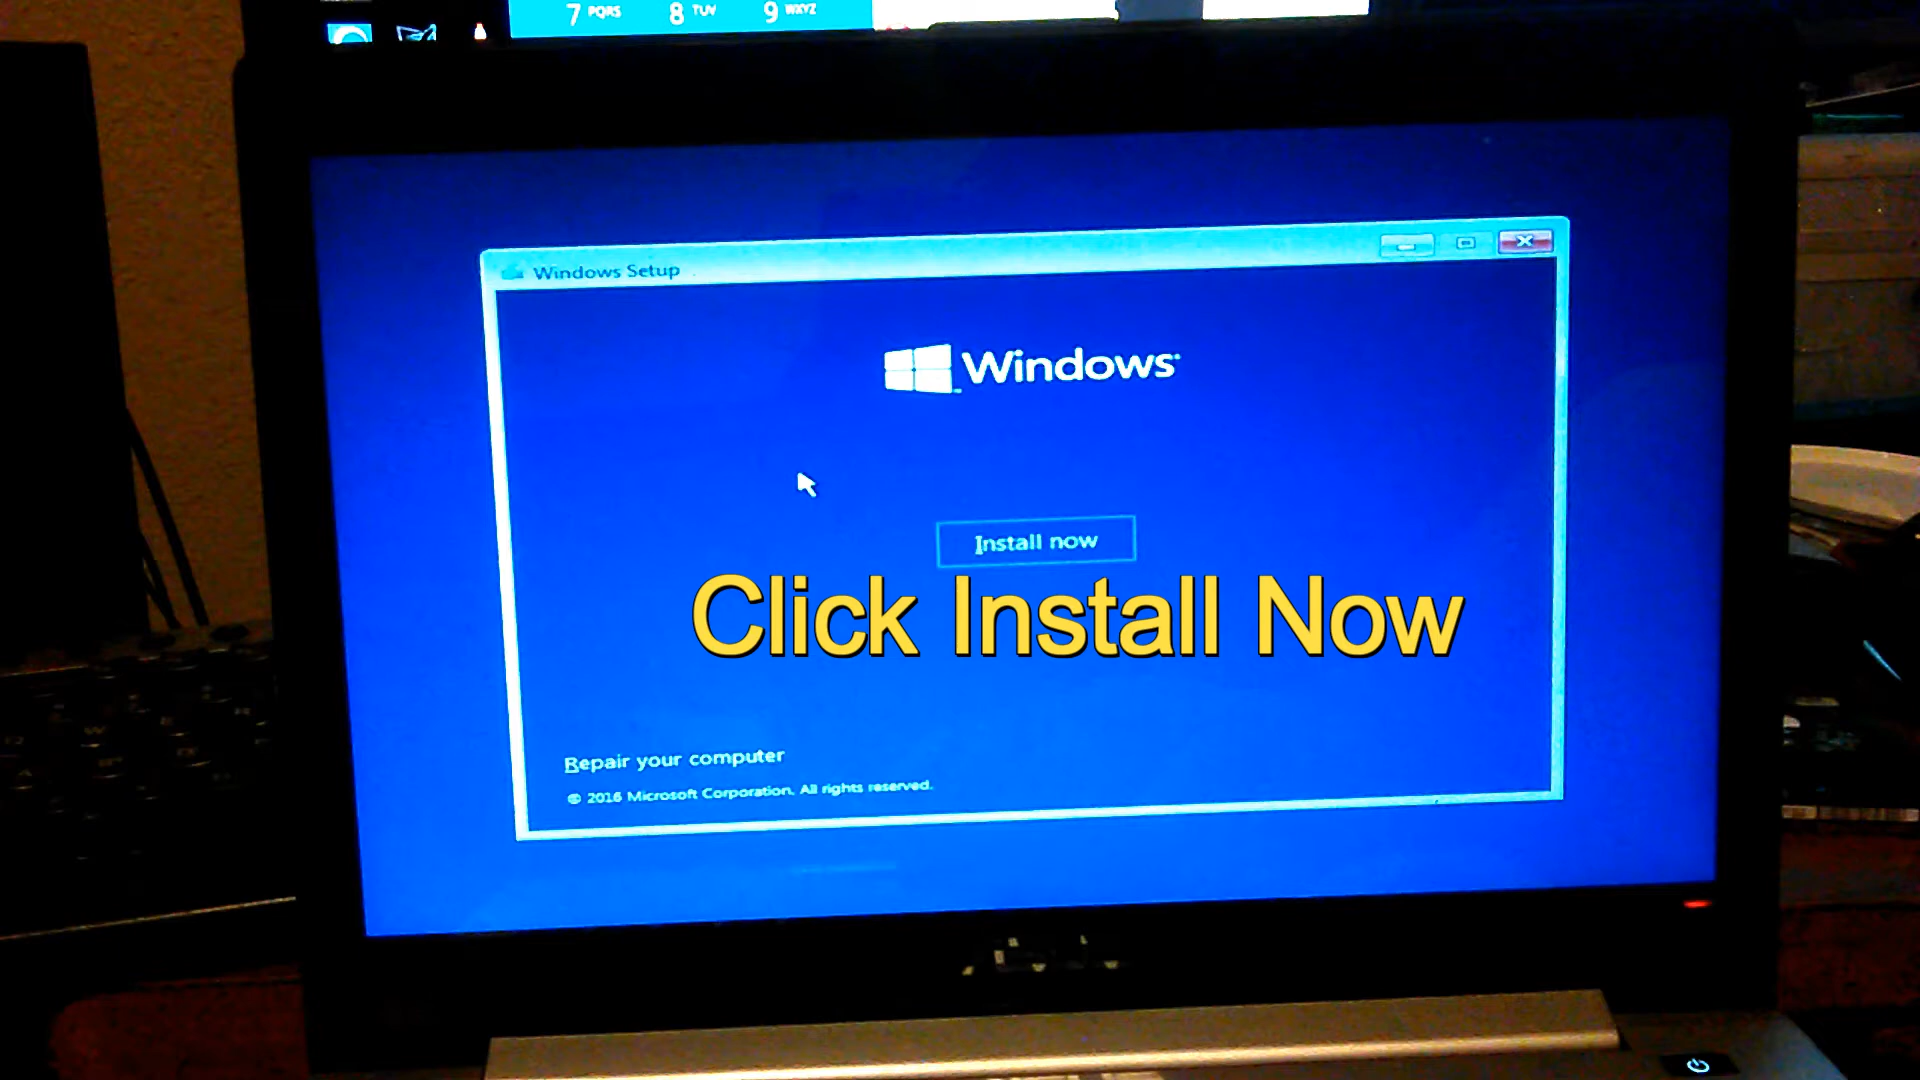 7 PQRS 8 TUV 9 WXYZ
Windows Setup
Windows
Install now
Click Install Now
Repair your computer
© 2016 Microsoft Corporation. All rights reserved.